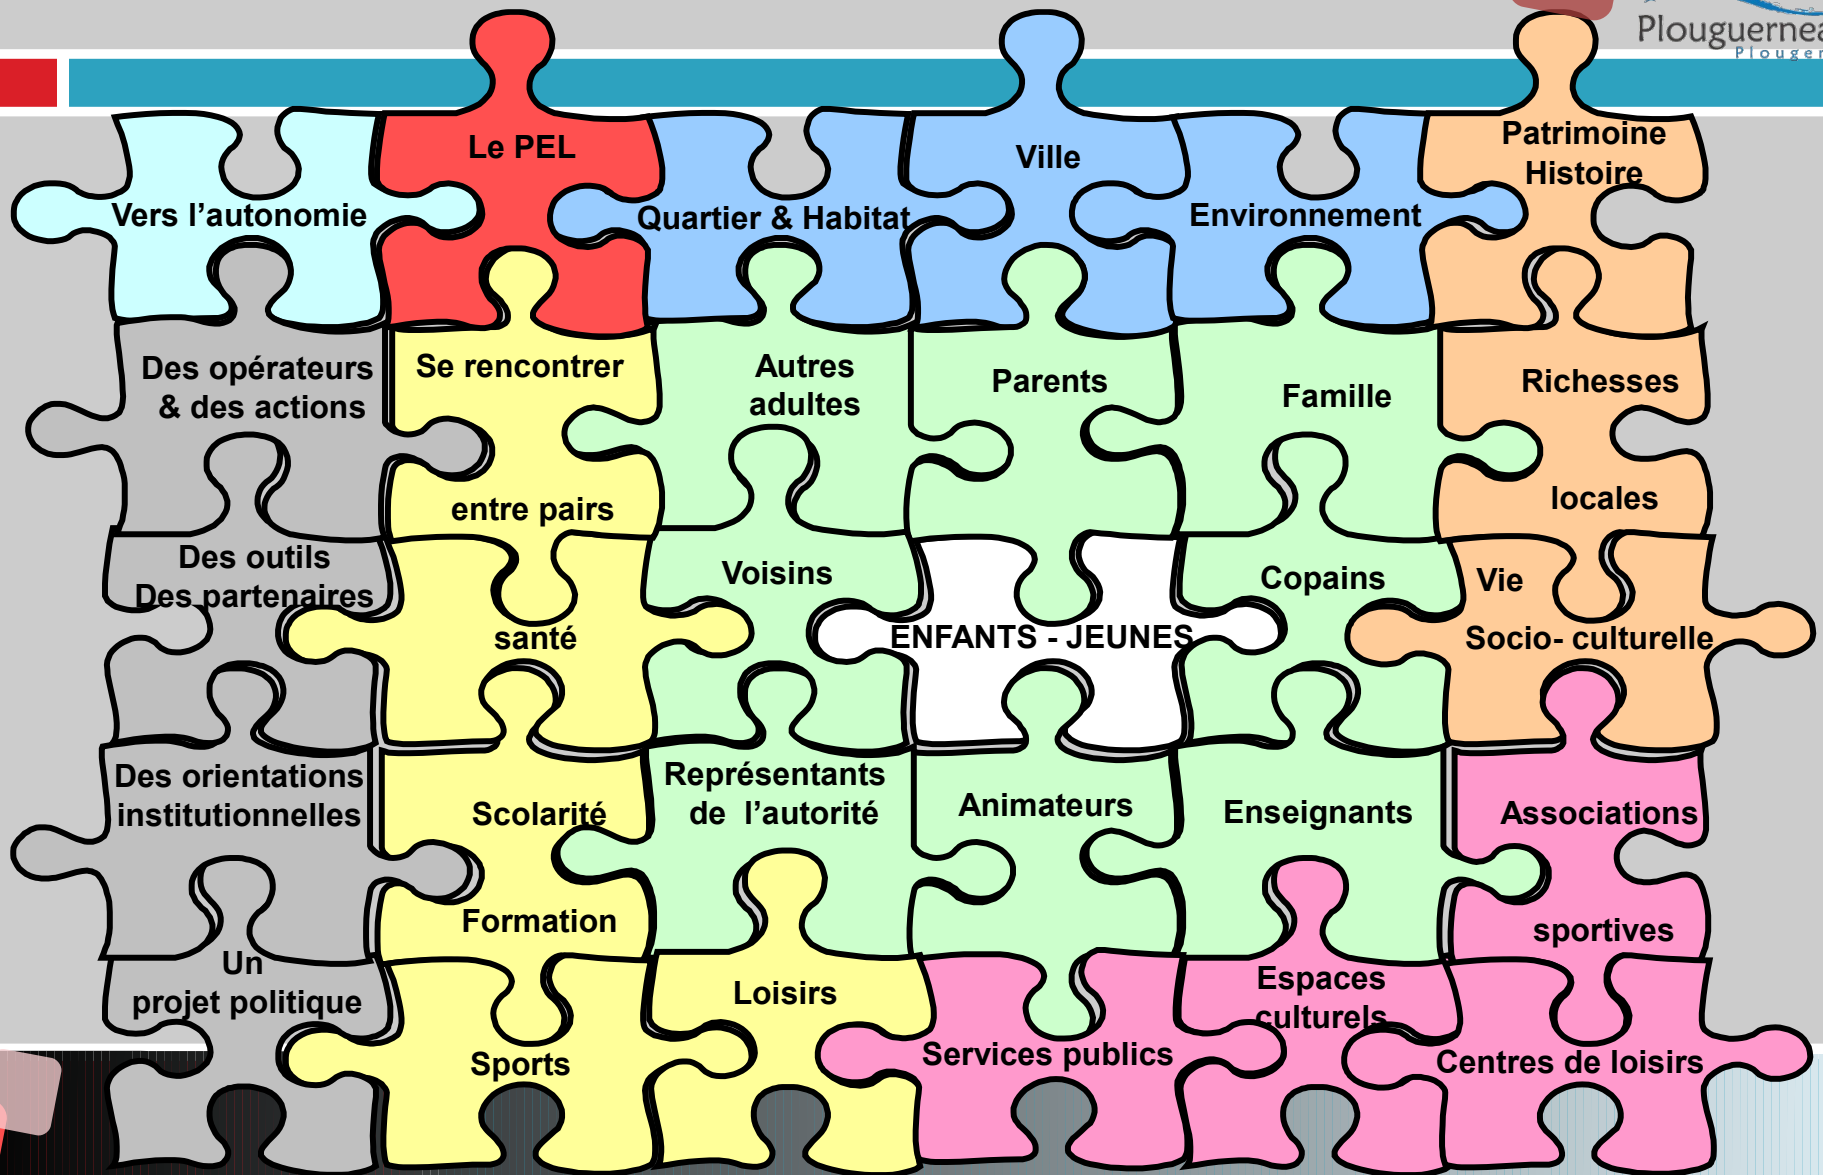 Plouguernea
Plouger
Vers l’autonomie
Le PEL
Quartier & Habitat
Ville
Environnement
Patrimoine
Histoire
Des opérateurs
& des actions
Se rencontrer
entre pairs
Autres
adultes
Parents
Famille
Richesses
locales
Des outils
Des partenaires
santé
Voisins
ENFANTS - JEUNES
Copains
Vie
Socio- culturelle
Des orientations
institutionnelles
Scolarité
Formation
Représentants
de l’autorité
Animateurs
Enseignants
Associations
sportives
Un
projet politique
Sports
Loisirs
Services publics
Espaces
culturels
Centres de loisirs